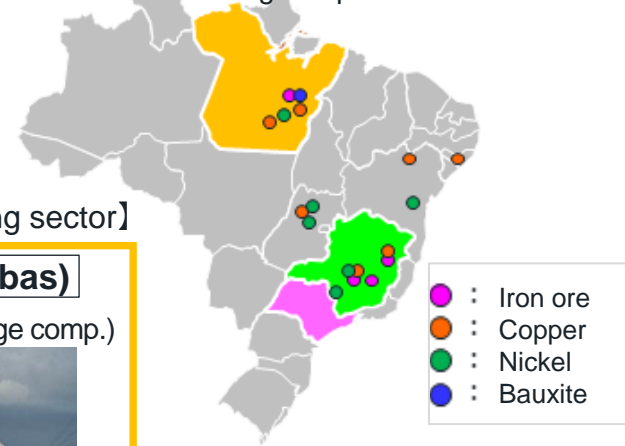 ng sector】
bas)
ge comp.)
： Iron ore
： Copper
： Nickel
： Bauxite